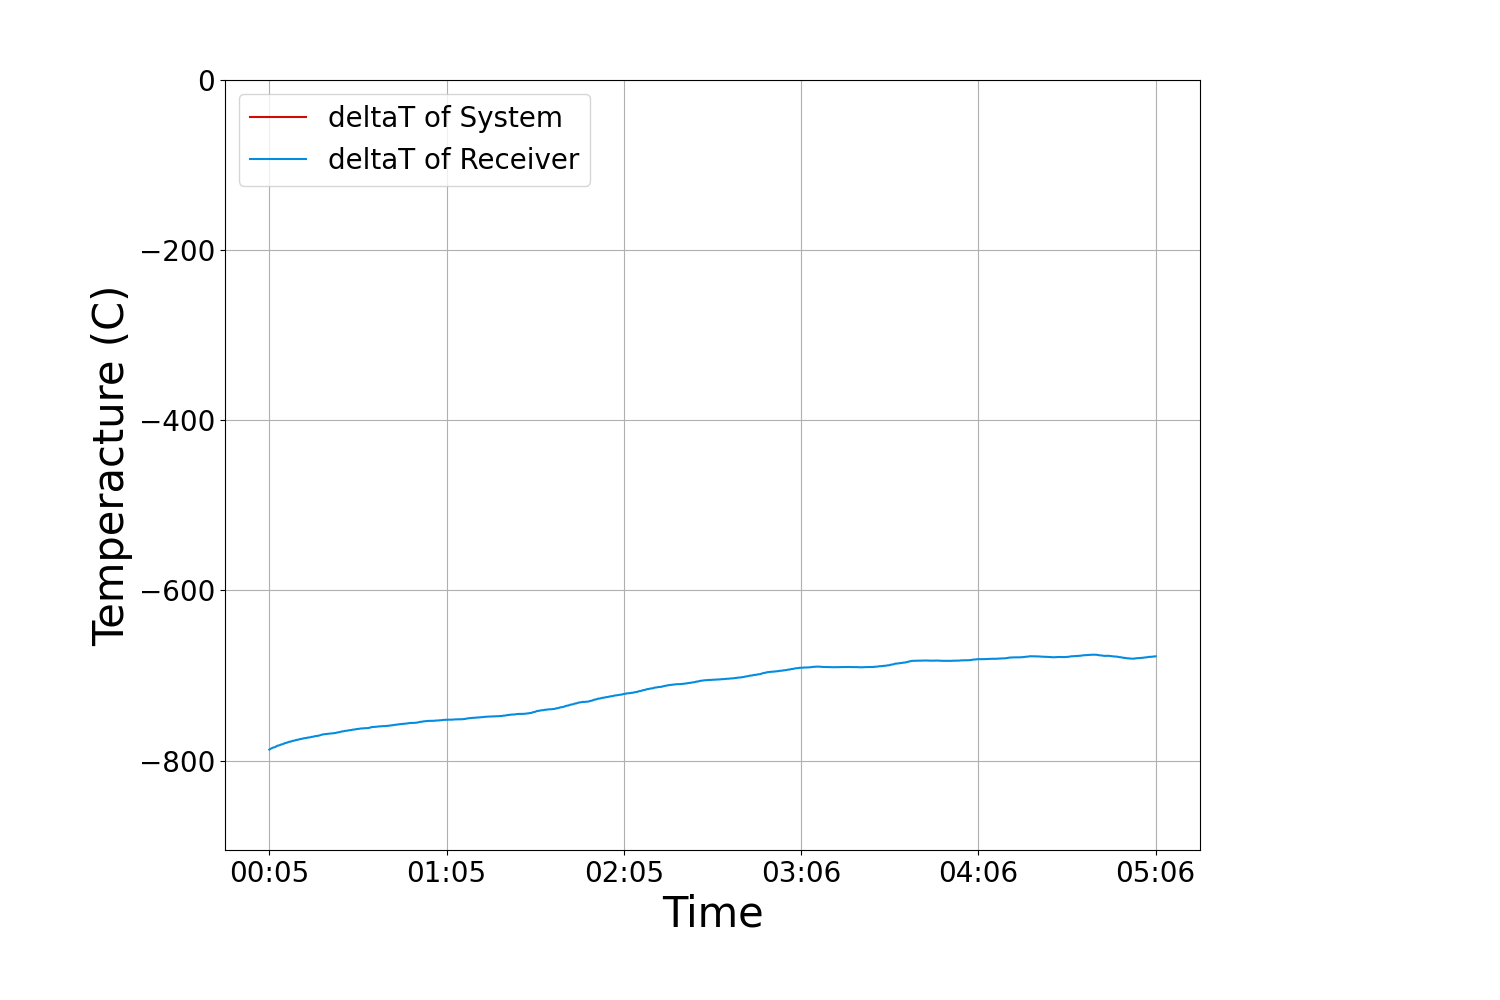 0
deltaT of System
deltaT of Receiver
−200
−400
−600
−800
Temperacture (C)
00:05 01:05 02:05 03:06 04:06 05:06
Time